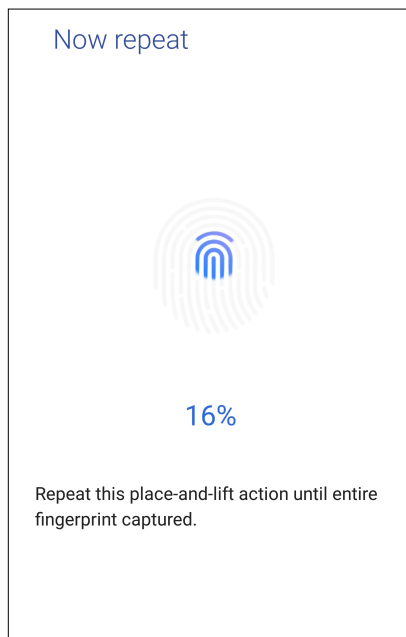 Now repeat
16%
Repeat this place-and-lift action until entire
fingerprint captured.